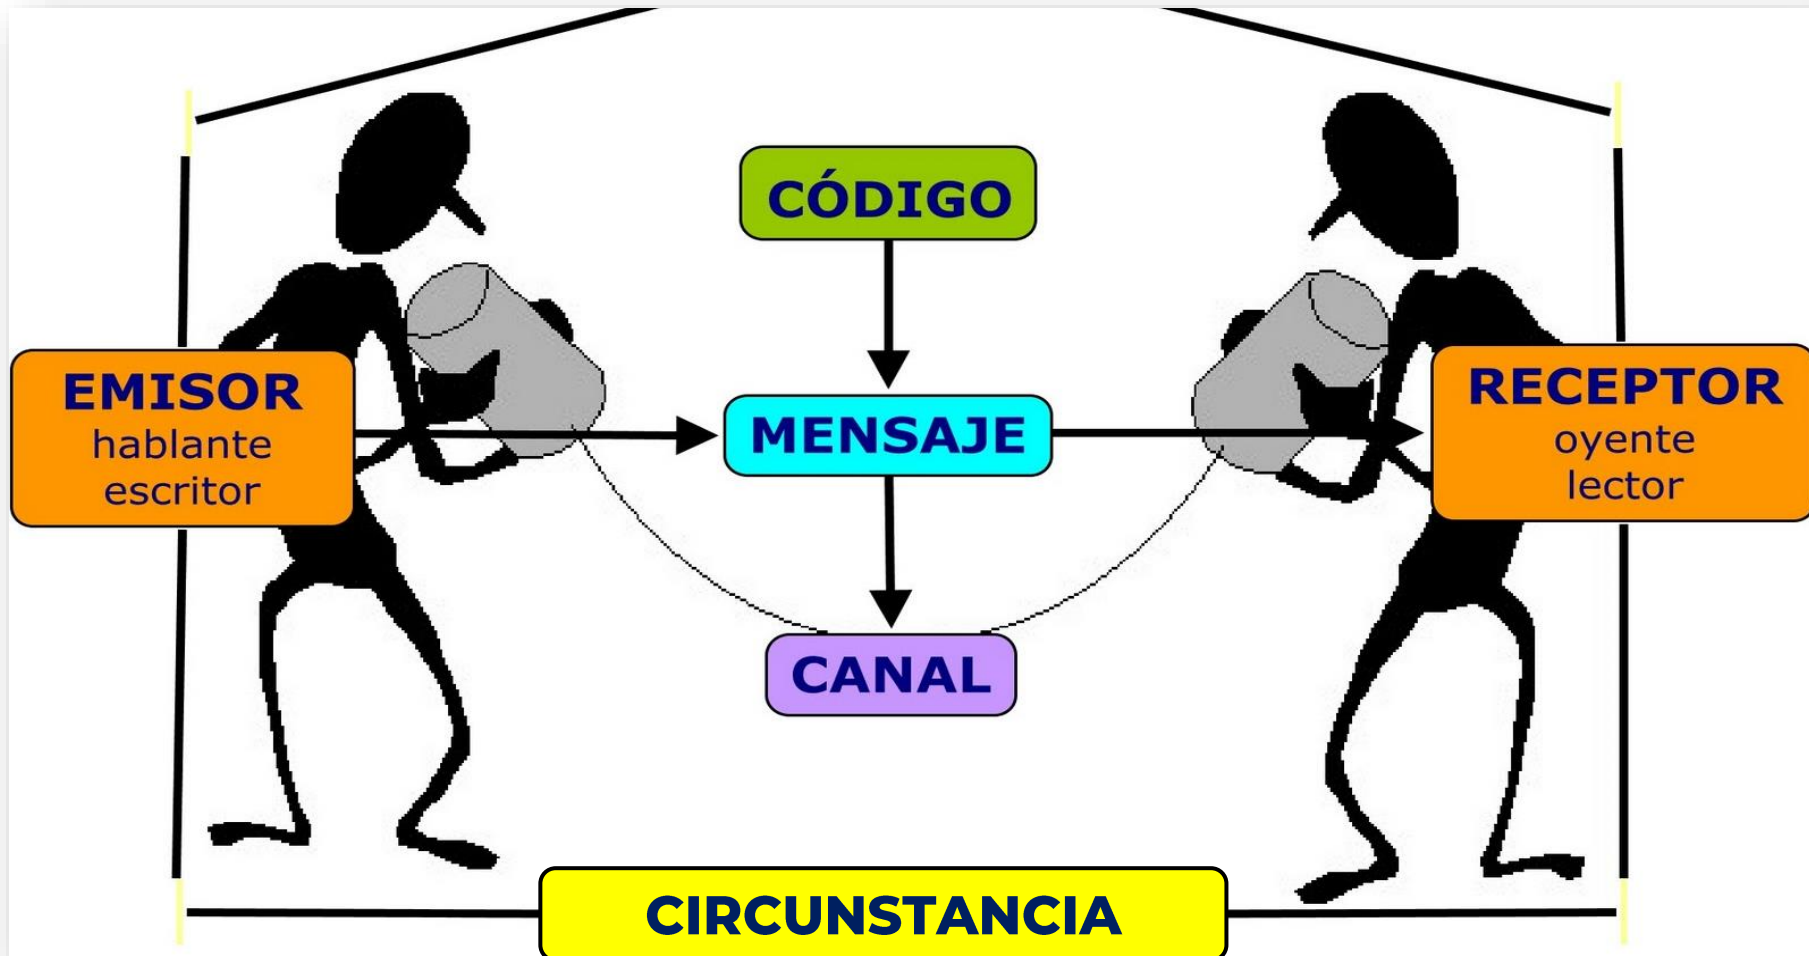 CÓDIGO
EMISOR
hablante
escritor
MENSAJE
RECEPTOR
oyente
lector
CANAL
CIRCUNSTANCIA